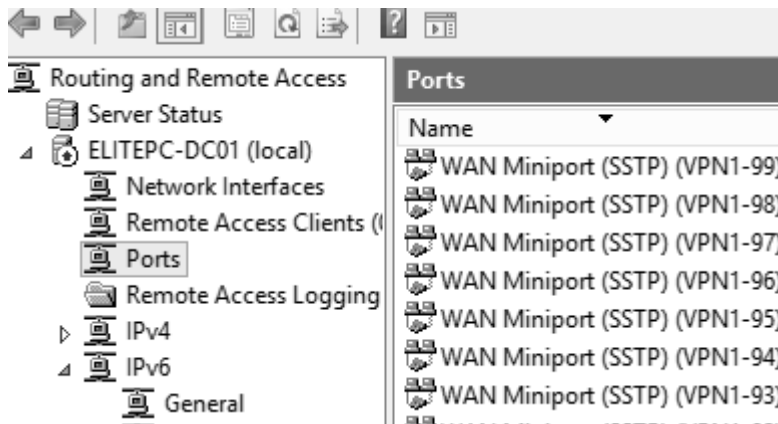 Routing and Remote Access
Server Status
ELITEPC-DC01 (local)
Network Interfaces
Remote Access Clients (
Ports
Remote Access Logging
IPv4
IPv6
General
Ports
Name
WAN Miniport (SSTP) (VPN1-99)
WAN Miniport (SSTP) (VPN1-98)
WAN Miniport (SSTP) (VPN1-97)
WAN Miniport (SSTP) (VPN1-96)
WAN Miniport (SSTP) (VPN1-95)
WAN Miniport (SSTP) (VPN1-94)
WAN Miniport (SSTP) (VPN1-93)